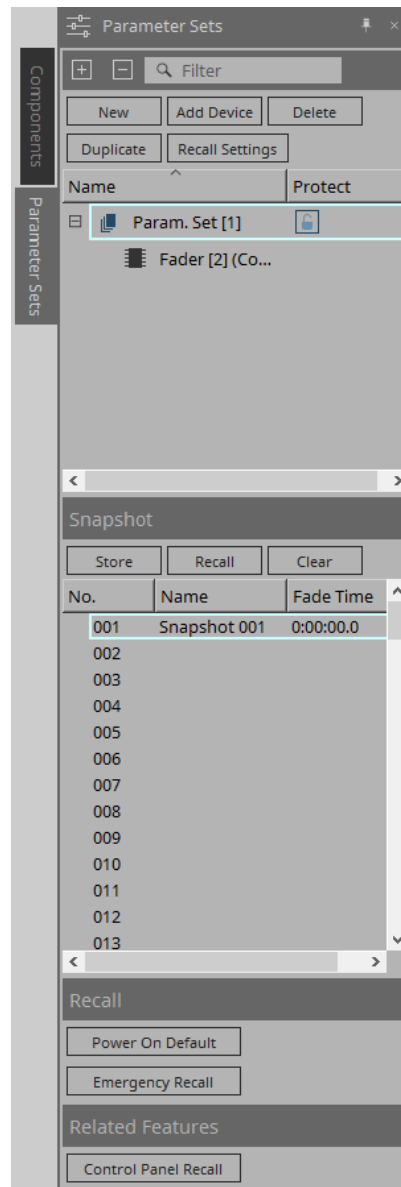 Parameter Sets
Components
Parameter Sets
Filter
New Add Device Delete
Duplicate Recall Settings
Name Protect
Param. Set [1]
Fader [2] (Co...
Snapshot
Store Recall Clear
No. Name Fade Time
001 Snapshot 001 0:00:00.0
002
003
004
005
006
007
008
009
010
011
012
013
Recall
Power On Default
Emergency Recall
Related Features
Control Panel Recall